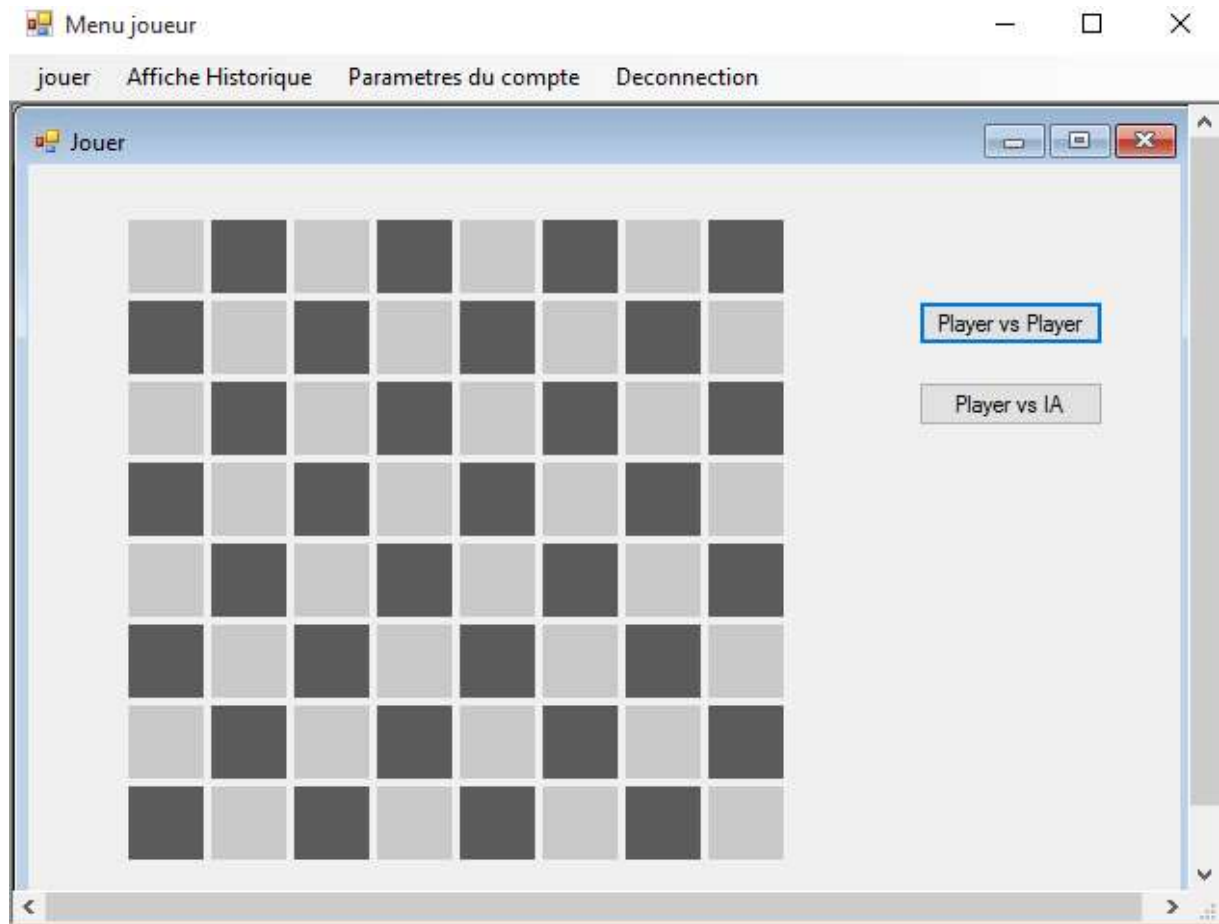 Menu joueur
jouer Affiche Historique Parametres du compte Deconnection
Jouer
Player vs Player
Player vs IA